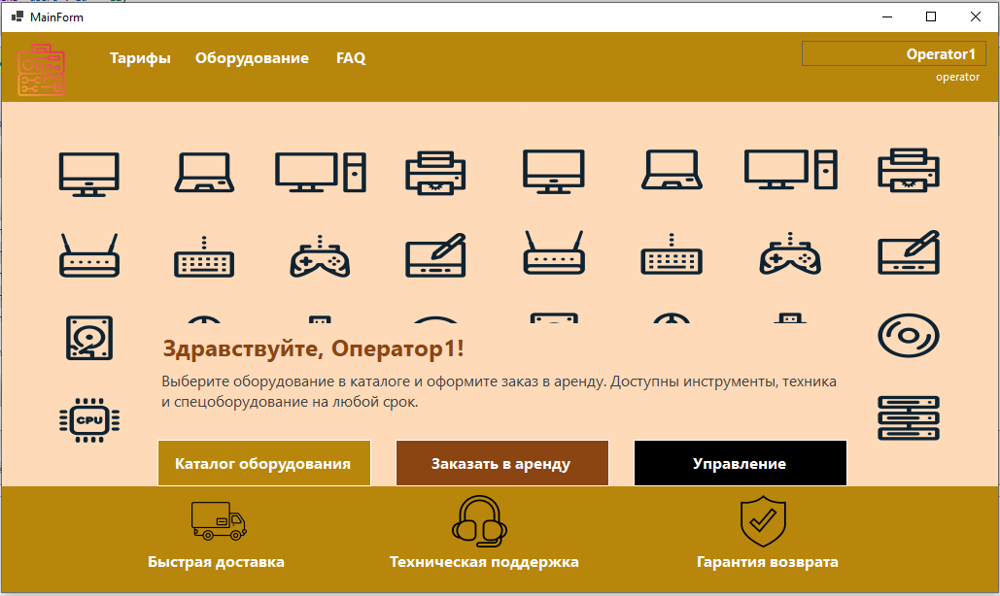 MainForm
Тарифы Оборудование FAQ
Operator1
operator
CPU
Здравствуйте, Оператор1!
Выберите оборудование в каталоге и оформите заказ в аренду. Доступны инструменты, техника
и спецоборудование на любой срок.
Каталог оборудования Заказать в аренду Управление
Быстрая доставка Техническая поддержка Гарантия возврата